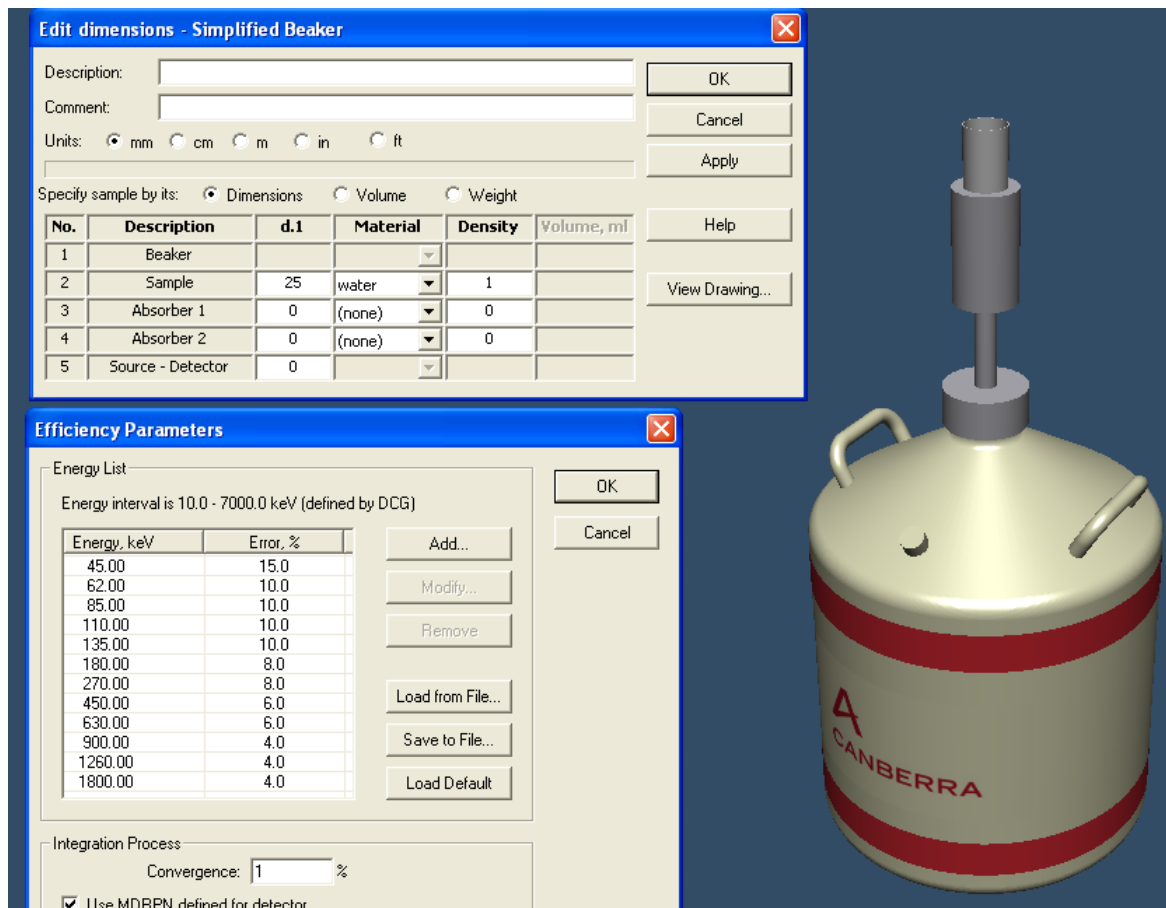 Edit dimensions - Simplified Beaker
Description:
OK
Comment:
Cancel
Units: mm cm m in ft
Apply
Specify sample by its: Dimensions Volume Weight
No. Description d.1 Material Density Volume, ml
Help
1 Beaker
2 Sample 25 water 1
View Drawing...
3 Absorber 1 0 (none) 0
4 Absorber 2 0 (none) 0
5 Source - Detector 0
Efficiency Parameters
Energy List
OK
Energy interval is 10.0 - 7000.0 keV (defined by DCG)
Cancel
Energy, keV Error, %
Add...
45.00 15.0
62.00 10.0
Modify...
85.00 10.0
110.00 10.0
Remove
135.00 10.0
180.00 8.0
270.00 8.0
Load from File...
450.00 6.0
630.00 6.0
Save to File...
900.00 4.0
1260.00 4.0
Load Default
1800.00 4.0
Integration Process
Convergence: 1 %
Use MDRPN defined for detector
CANBERRA